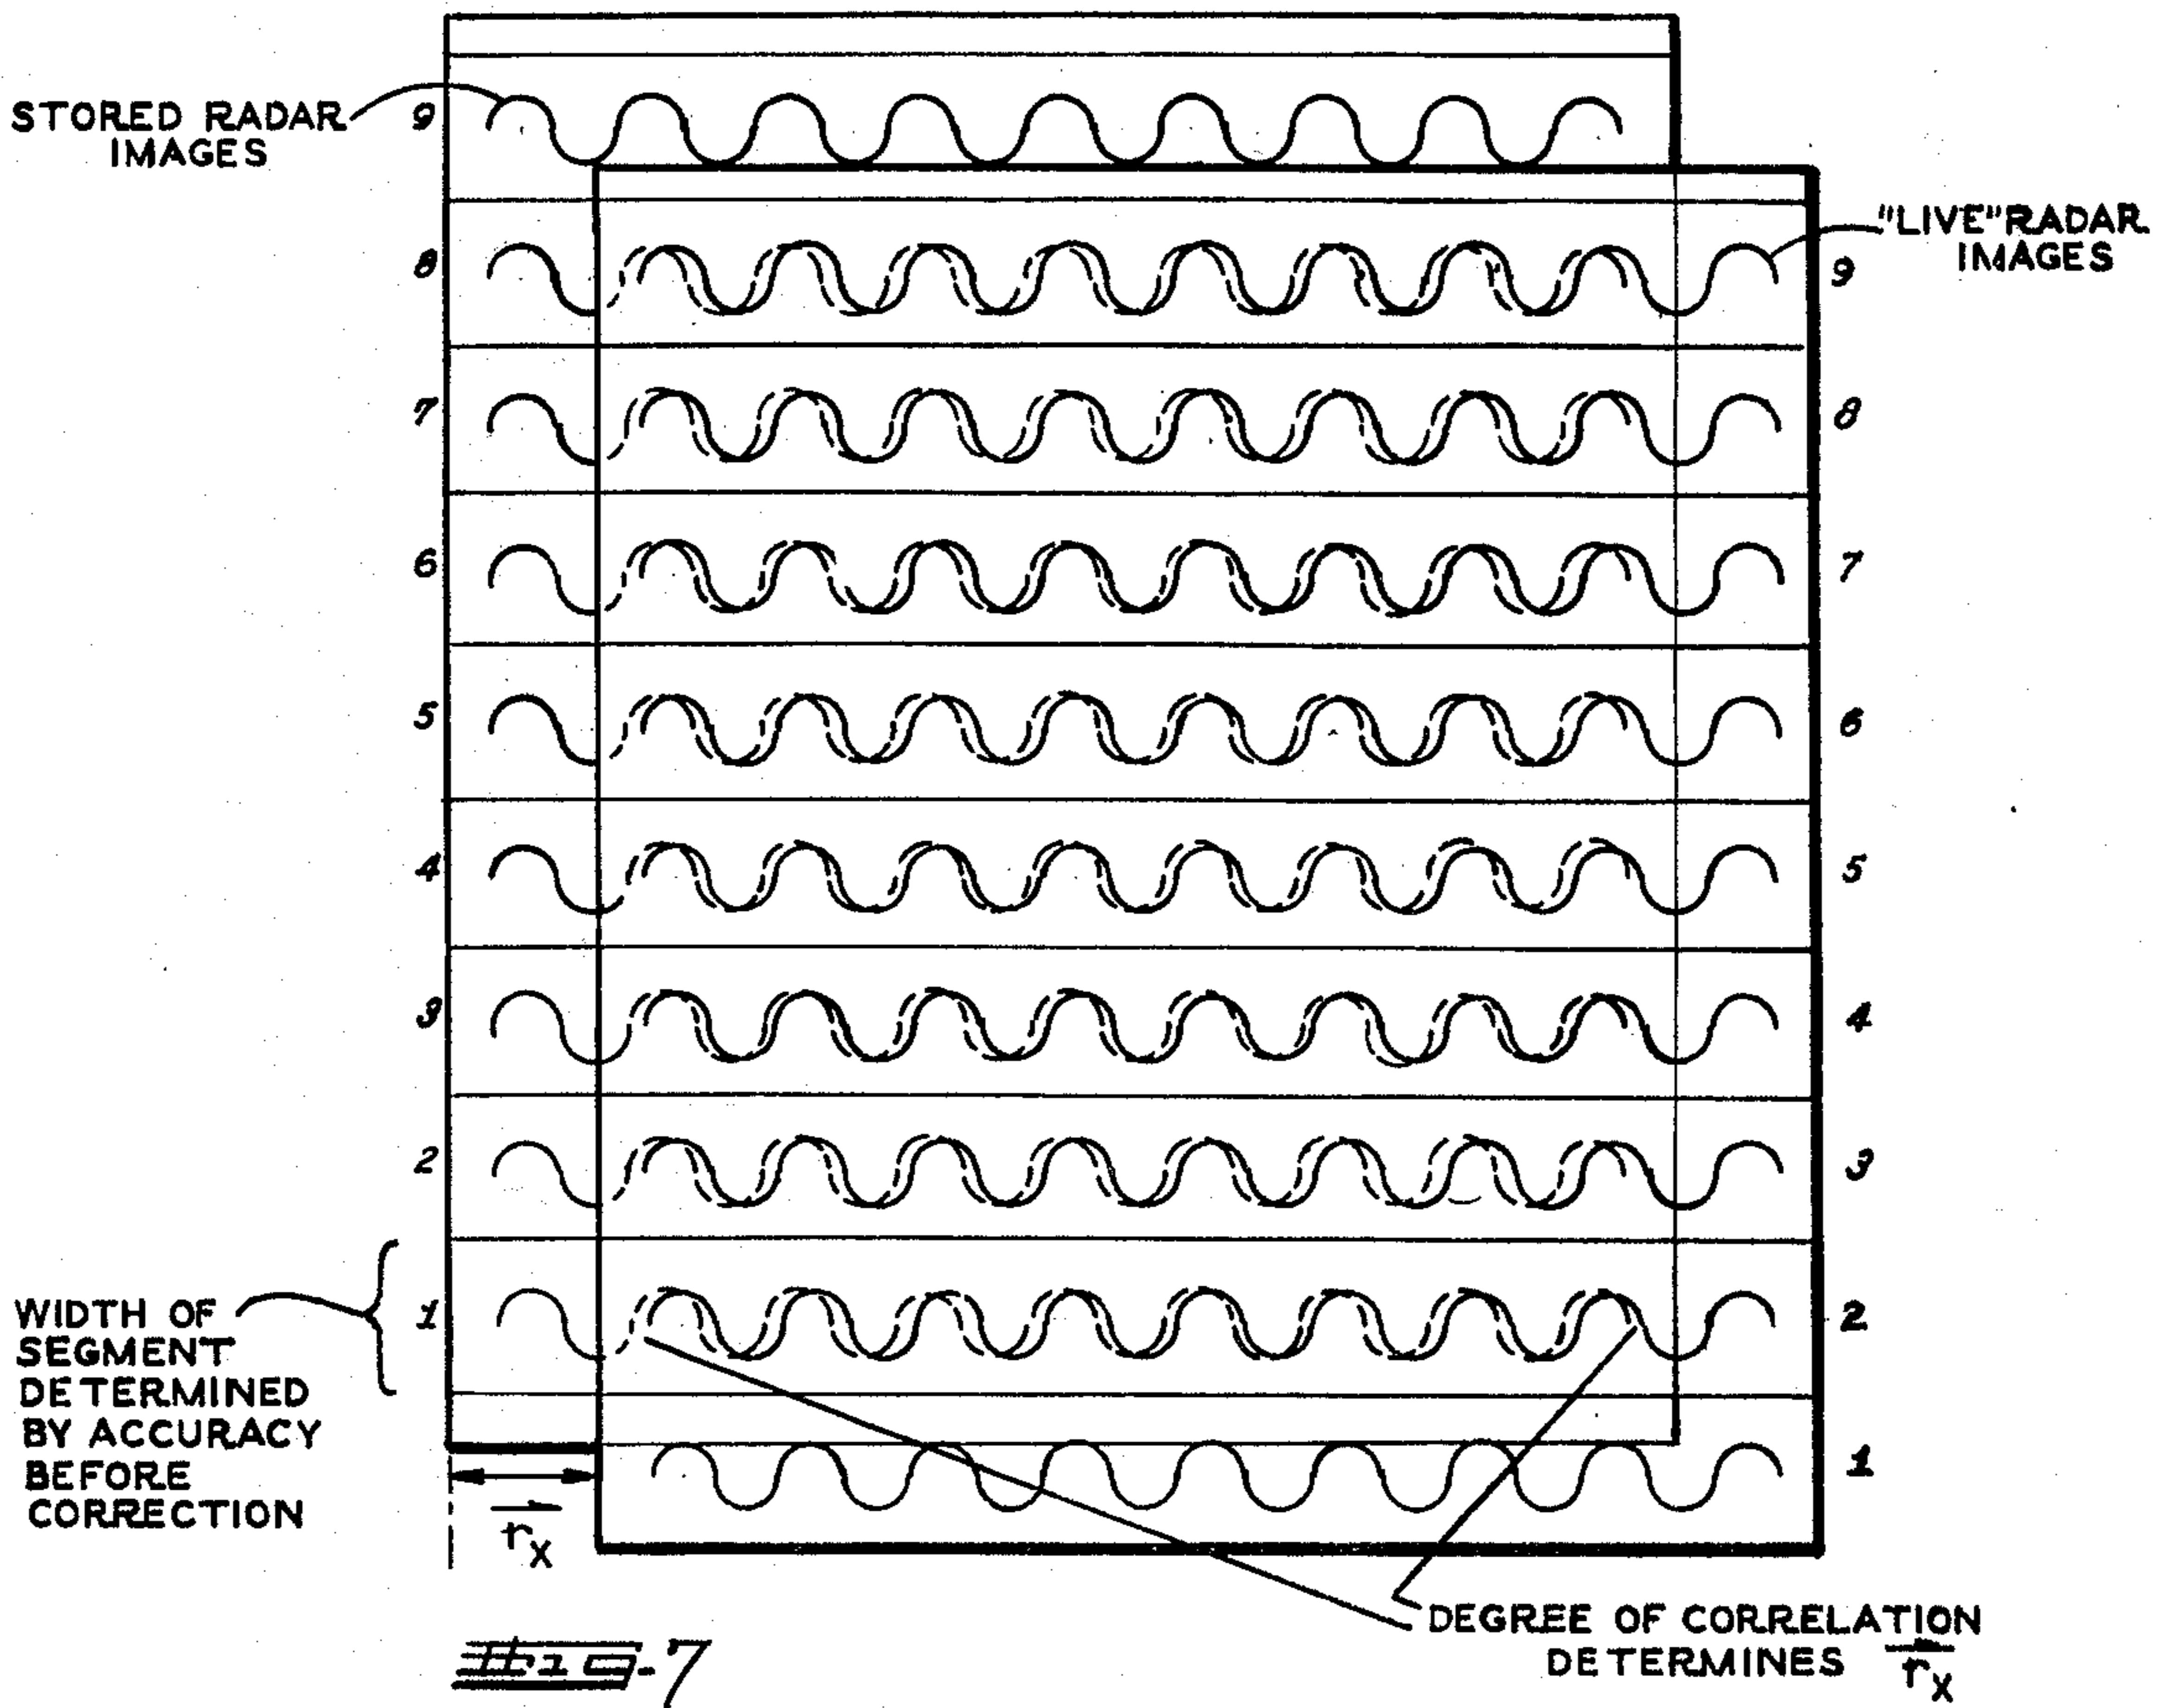 STORED RADAR
IMAGES
9
8
7
6
5
4
3
2
1
"LIVE" RADAR
IMAGES
9
8
7
6
5
4
3
2
1
WIDTH OF
SEGMENT
DETERMINED
BY ACCURACY
BEFORE
CORRECTION
r⃗x
DEGREE OF CORRELATION
DETERMINES r⃗x
FIG-7